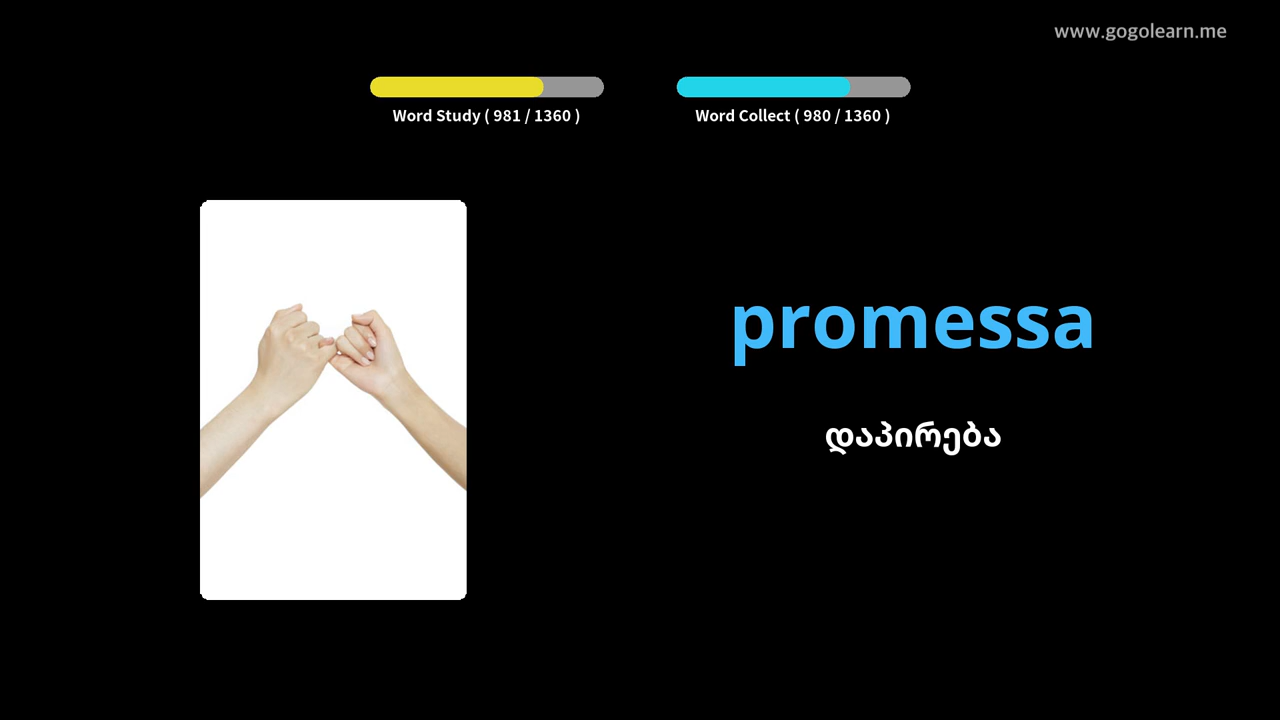 www.gogolearn.me
Word Study ( 981 / 1360 )
Word Collect ( 980 / 1360 )
promessa
დაპირება